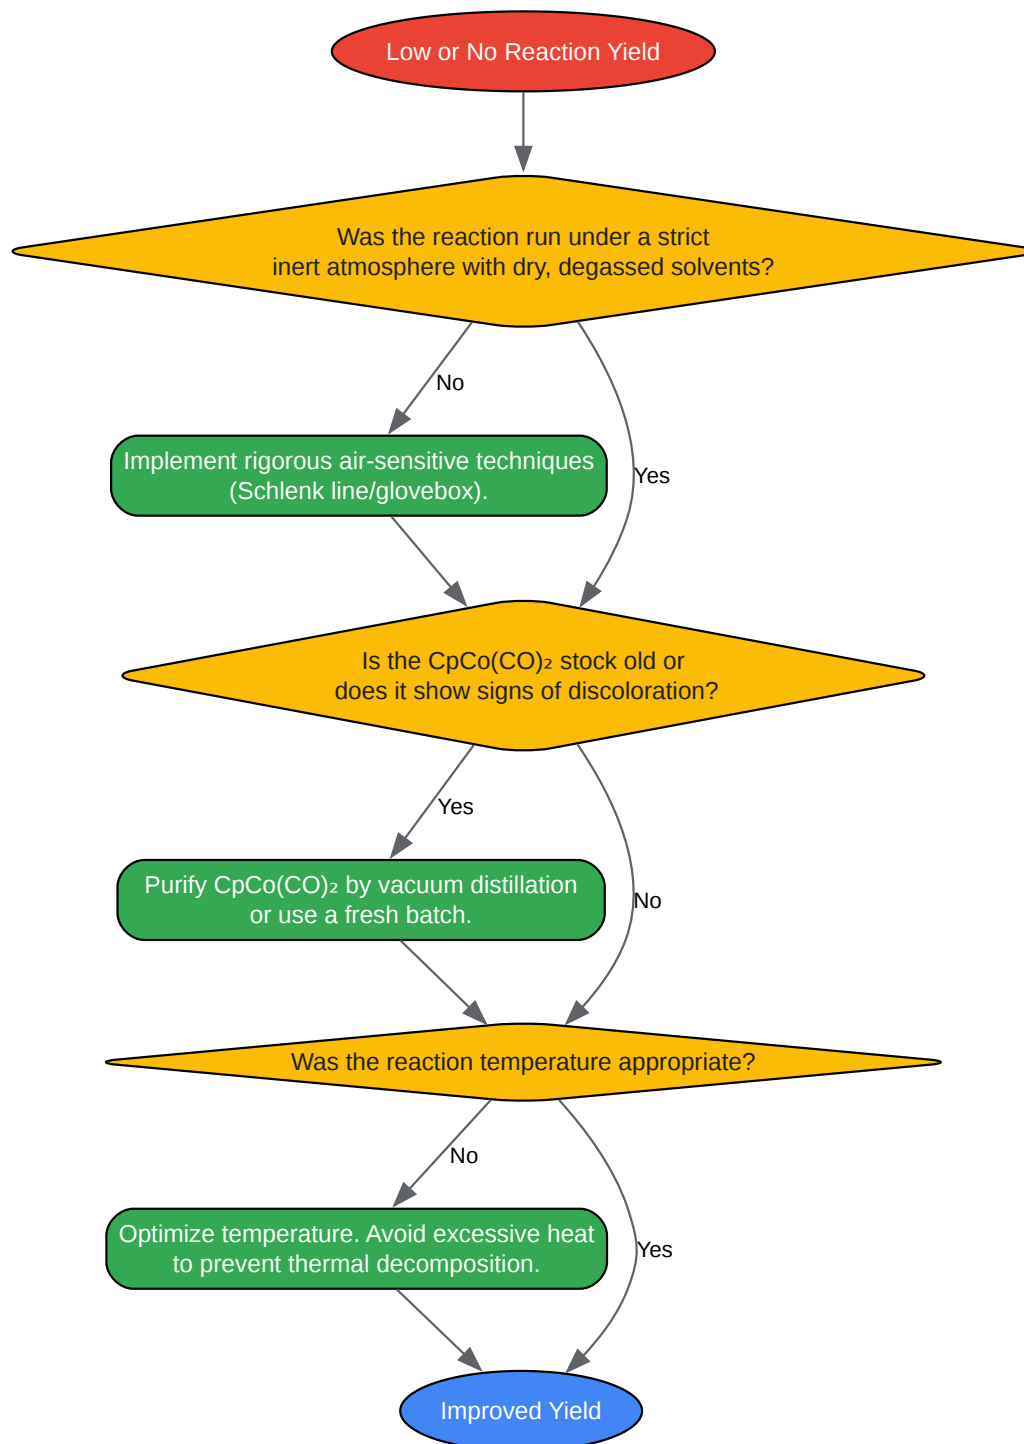 Low or No Reaction Yield
Was the reaction run under a strict
inert atmosphere with dry, degassed solvents?
No
Implement rigorous air-sensitive techniques
(Schlenk line/glovebox).
Yes
Is the CpCo(CO)₂ stock old or
does it show signs of discoloration?
Yes
Purify CpCo(CO)₂ by vacuum distillation
or use a fresh batch.
No
Was the reaction temperature appropriate?
No
Optimize temperature. Avoid excessive heat
to prevent thermal decomposition.
Yes
Improved Yield